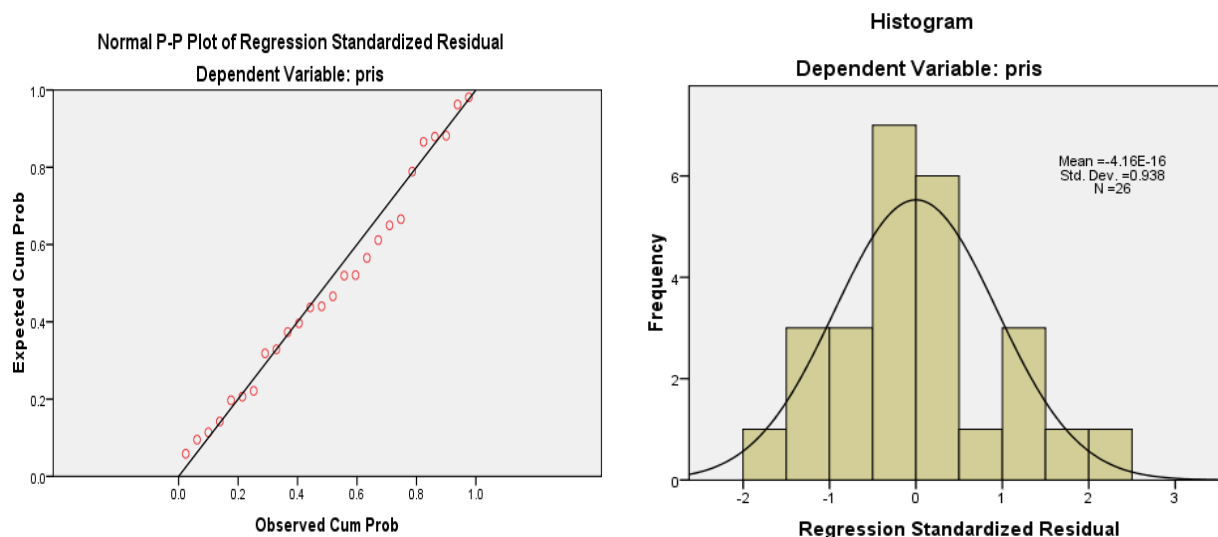 Normal P-P Plot of Regression Standardized Residual
Dependent Variable: pris
1.0
0.8
0.6
0.4
0.2
0.0
Expected Cum Prob
0.0 0.2 0.4 0.6 0.8 1.0
Observed Cum Prob
Histogram
Dependent Variable: pris
Mean =-4.16E-16
Std. Dev. =0.938
N =26
6
4
2
0
Frequency
-2 -1 0 1 2 3
Regression Standardized Residual